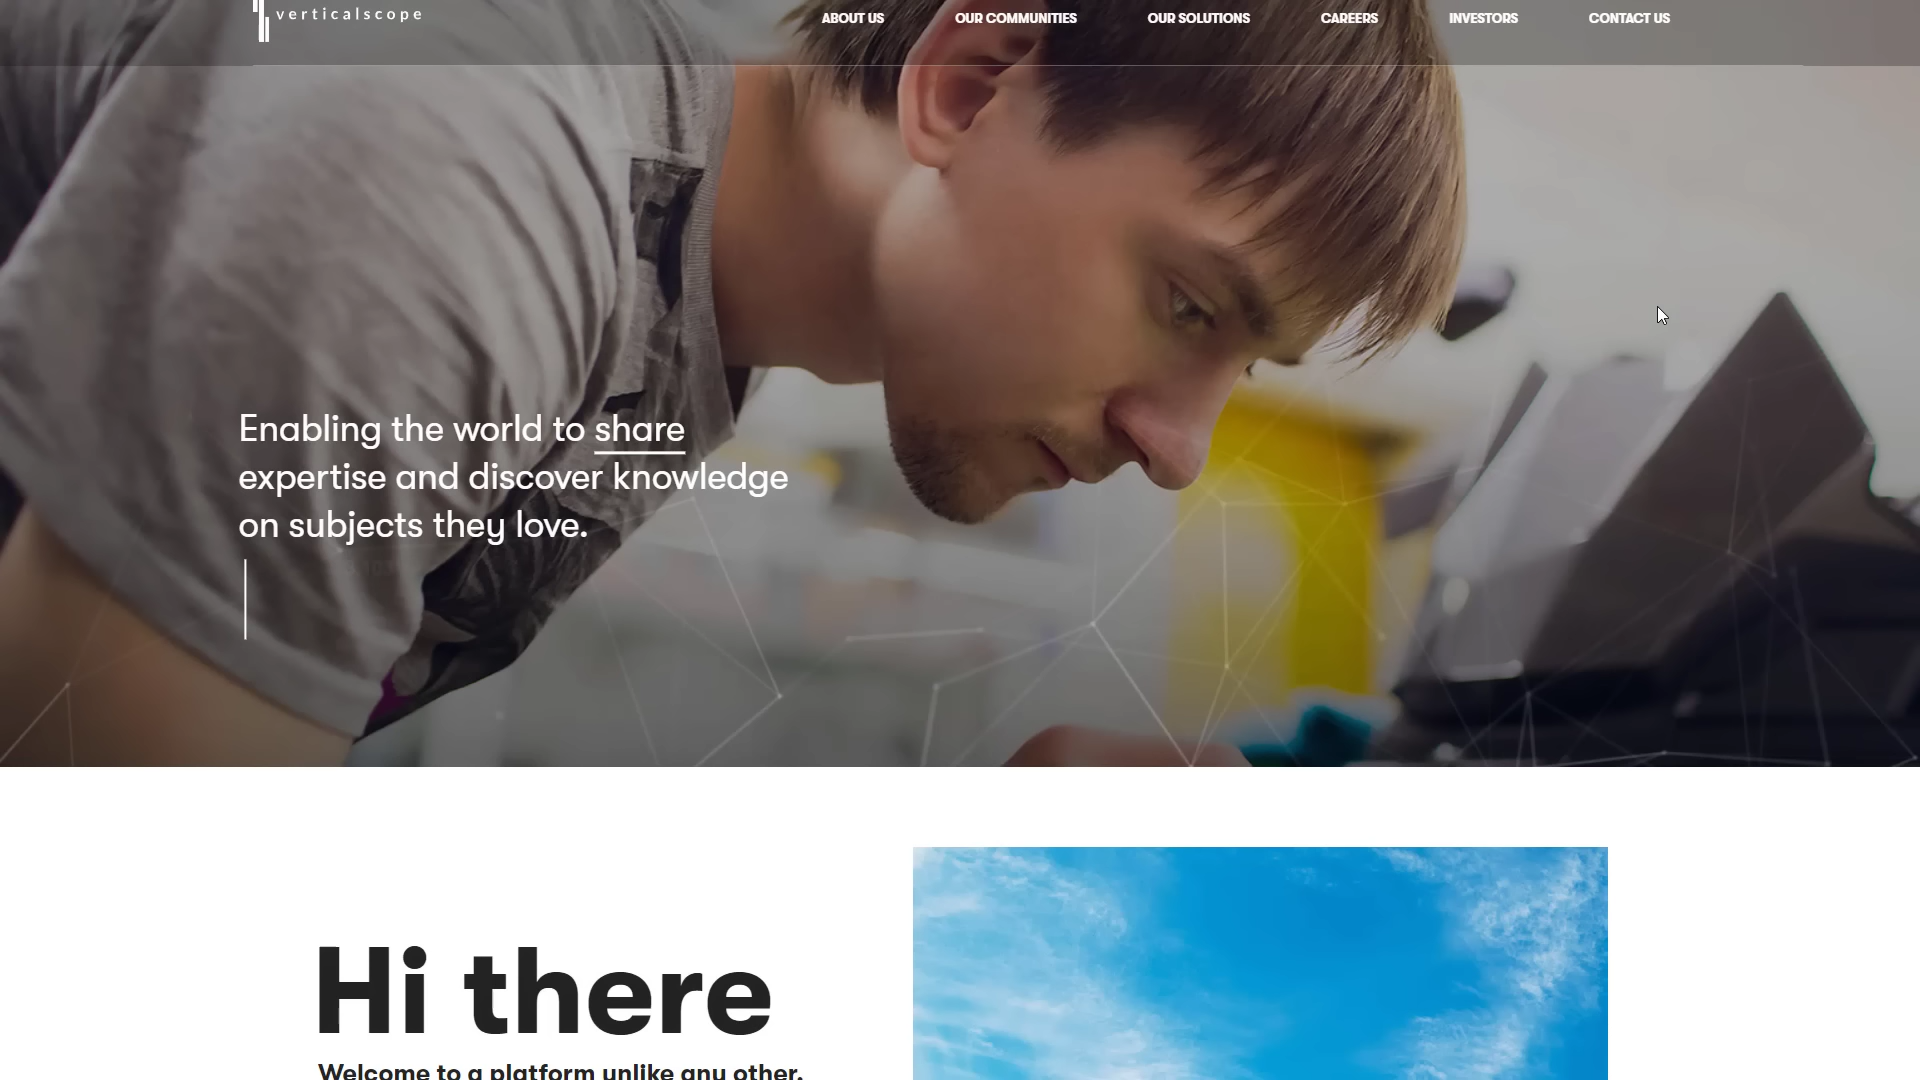 verticalscope
ABOUT US OUR COMMUNITIES OUR SOLUTIONS CAREERS INVESTORS CONTACT US
Enabling the world to share
expertise and discover knowledge
on subjects they love.
Hi there
Welcome to a platform unlike any other.